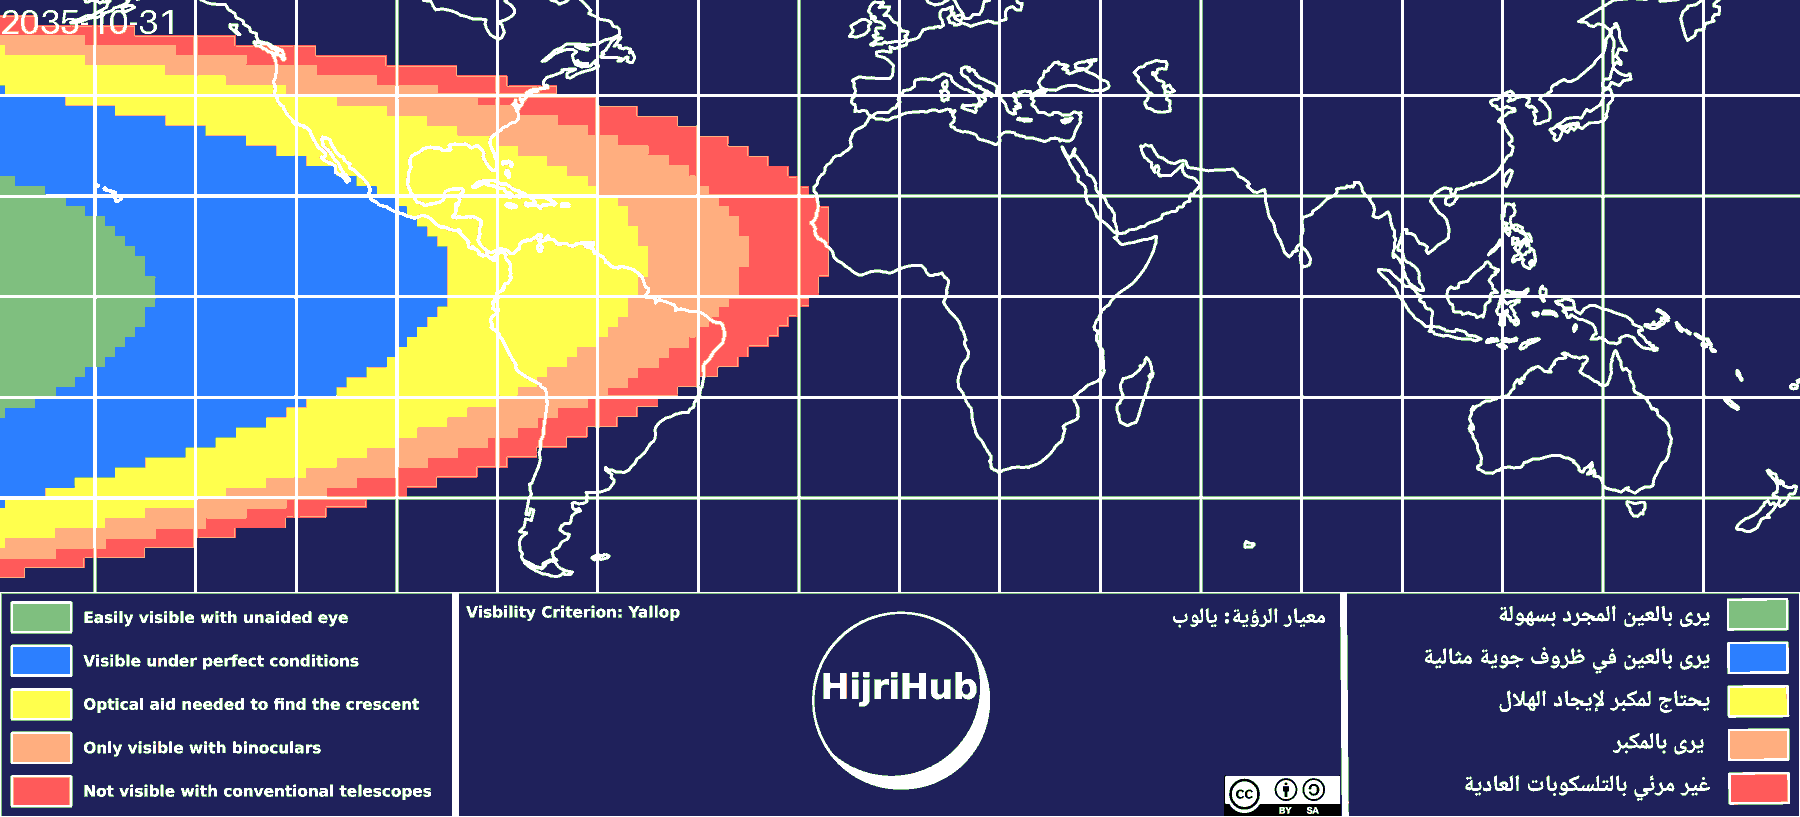 2035-10-31
Easily visible with unaided eye
Visible under perfect conditions
Optical aid needed to find the crescent
Only visible with binoculars
Not visible with conventional telescopes
Visbility Criterion: Yallop
HijriHub
معيار الرؤية: يالوب
cc BY SA
يرى بالعين المجرد بسهولة
يرى بالعين في ظروف جوية مثالية
يحتاج لمكبر لإيجاد الهلال
يرى بالمكبر
غير مرئي بالتلسكوبات العادية